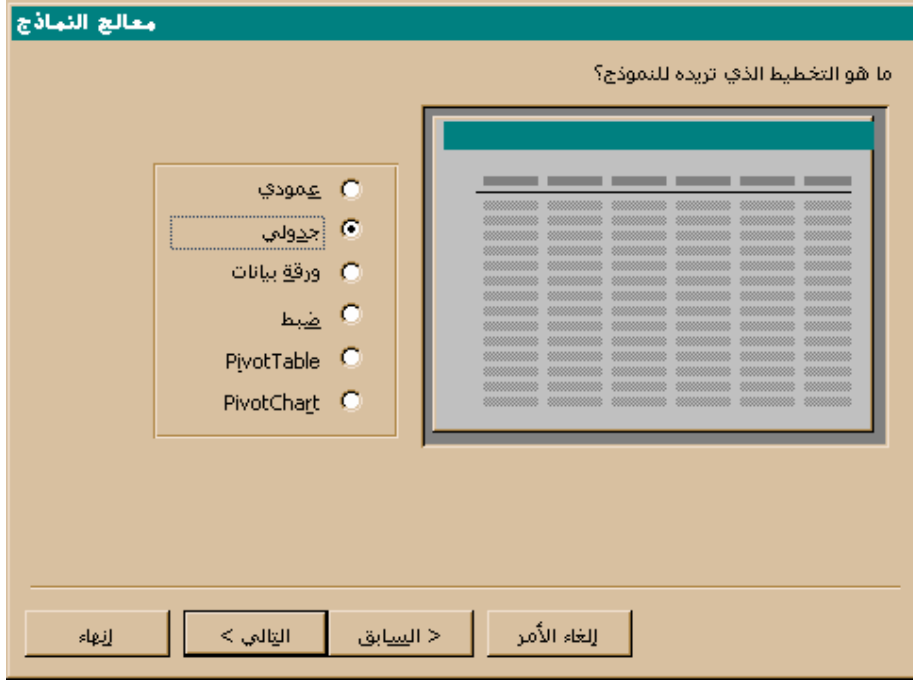 معالج النماذج
ما هو التخطيط الذي تريده للنموذج؟
عمودي
جدولي
ورقة بيانات
ضبط
PivotTable
PivotChart
إلغاء الأمر
< السابق
التالي >
إنهاء